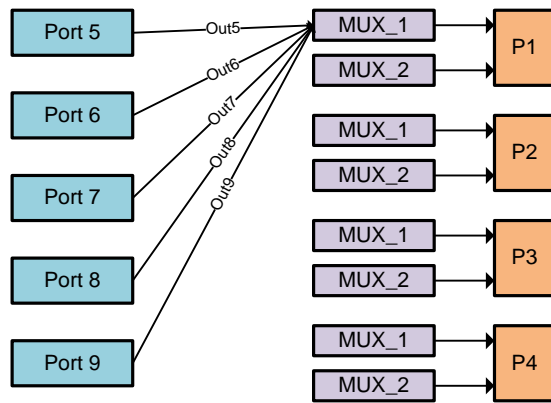 Port 5
Port 6
Port 7
Port 8
Port 9
Out5
Out6
Out7
Out8
Out9
MUX_1
MUX_2
P1
MUX_1
MUX_2
P2
MUX_1
MUX_2
P3
MUX_1
MUX_2
P4